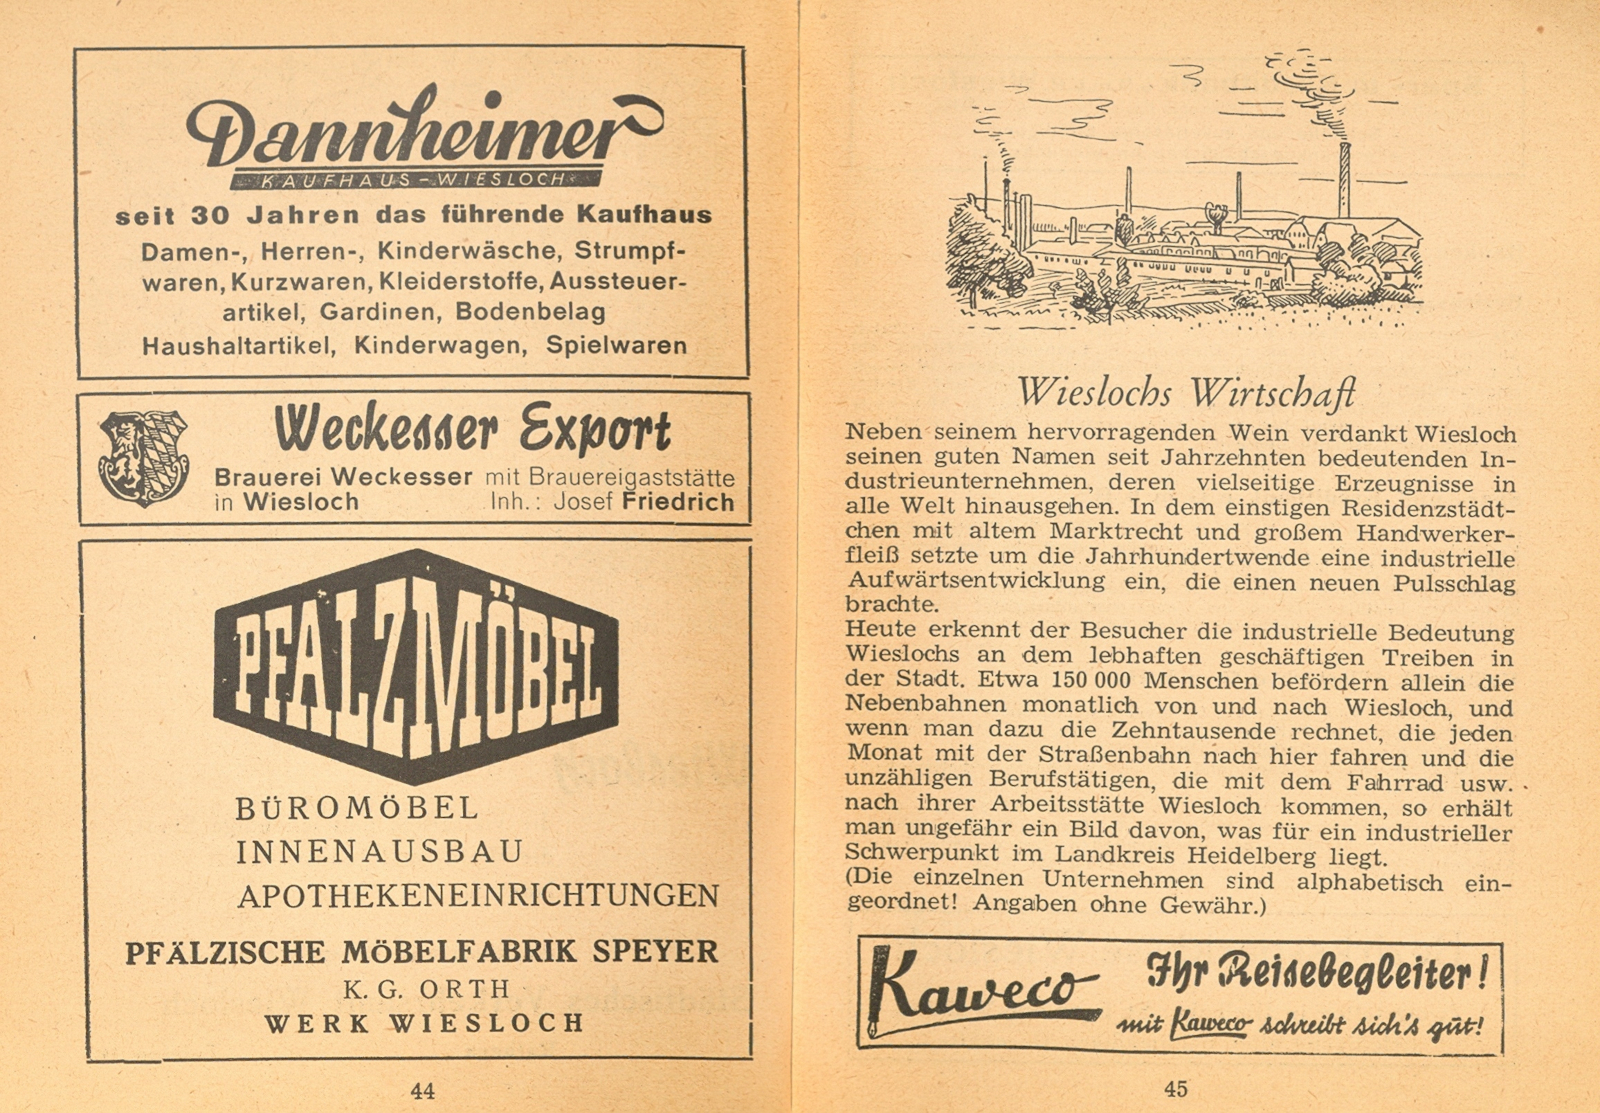 Dannheimer
KAUFHAUS-WIESLOCH
seit 30 Jahren das führende Kaufhaus
Damen-, Herren-, Kinderwäsche, Strumpf-
waren, Kurzwaren, Kleiderstoffe, Aussteuer-
artikel, Gardinen, Bodenbelag
Haushaltartikel, Kinderwagen, Spielwaren
Weckesser Export
Brauerei Weckesser mit Brauereigaststätte
in Wiesloch Inh.: Josef Friedrich
PFALZMÖBEL
BÜROMÖBEL
INNENAUSBAU
APOTHEKENEINRICHTUNGEN
PFÄLZISCHE MÖBELFABRIK SPEYER
K. G. ORTH
WERK WIESLOCH
44
Wieslochs Wirtschaft
Neben seinem hervorragenden Wein verdankt Wiesloch
seinen guten Namen seit Jahrzehnten bedeutenden In-
dustrieunternehmen, deren vielseitige Erzeugnisse in
alle Welt hinausgehen. In dem einstigen Residenzstädt-
chen mit altem Marktrecht und großem Handwerker-
fleiß setzte um die Jahrhundertwende eine industrielle
Aufwärtsentwicklung ein, die einen neuen Pulsschlag
brachte.
Heute erkennt der Besucher die industrielle Bedeutung
Wieslochs an dem lebhaften geschäftigen Treiben in
der Stadt. Etwa 150 000 Menschen befördern allein die
Nebenbahnen monatlich von und nach Wiesloch, und
wenn man dazu die Zehntausende rechnet, die jeden
Monat mit der Straßenbahn nach hier fahren und die
unzähligen Berufstätigen, die mit dem Fahrrad usw.
nach ihrer Arbeitsstätte Wiesloch kommen, so erhält
man ungefähr ein Bild davon, was für ein industrieller
Schwerpunkt im Landkreis Heidelberg liegt.
(Die einzelnen Unternehmen sind alphabetisch ein-
geordnet! Angaben ohne Gewähr.)
Kaweco
Ihr Reisebegleiter!
mit Kaweco schreibt sich's gut!
45